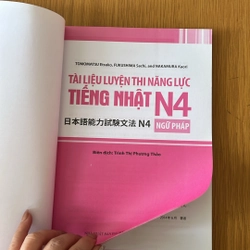 TOMOMATSU Etsuko, FUKUSHIMA Sachi, and NAKAMURA Kaori
TÀI LIỆU LUYỆN THI NĂNG LỰC
TIẾNG NHẬT N4
日本語能力試験文法 N4 NGỮ PHÁP
Biên dịch: Trịnh Thị Phương Thảo